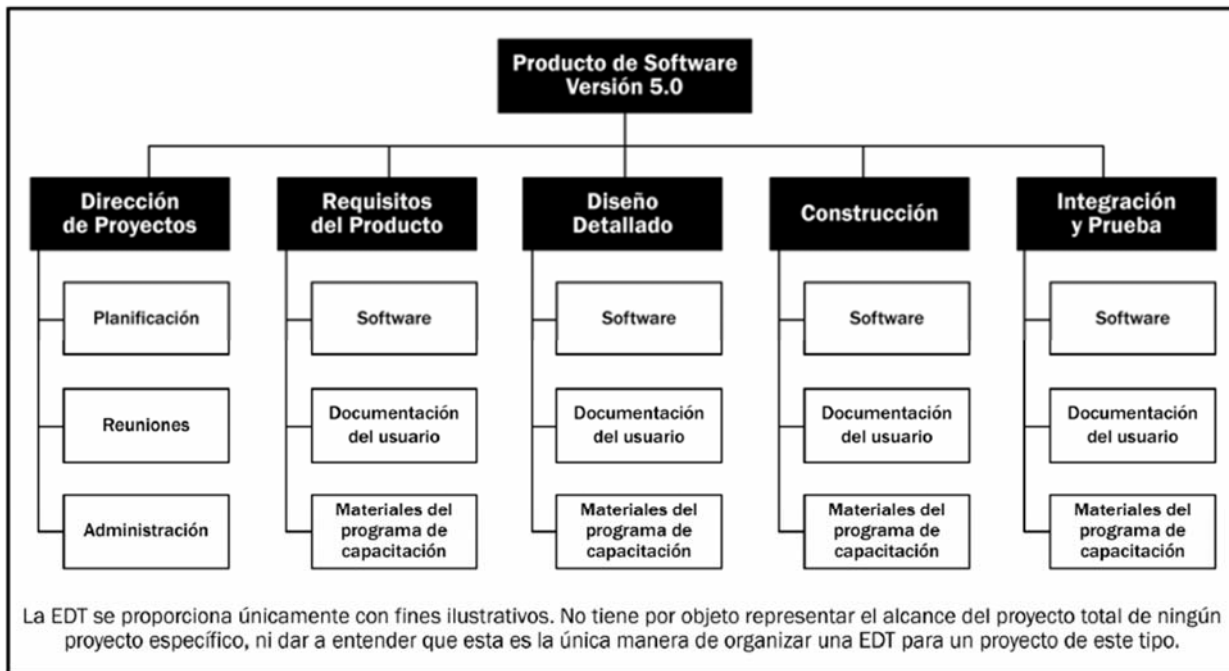 Producto de Software
Versión 5.0
Dirección
de Proyectos
Requisitos
del Producto
Diseño
Detallado
Construcción
Integración
y Prueba
Planificación
Software
Software
Software
Software
Reuniones
Documentación
del usuario
Documentación
del usuario
Documentación
del usuario
Documentación
del usuario
Administración
Materiales del
programa de
capacitación
Materiales del
programa de
capacitación
Materiales del
programa de
capacitación
Materiales del
programa de
capacitación
La EDT se proporciona únicamente con fines ilustrativos. No tiene por objeto representar el alcance del proyecto total de ningún
proyecto específico, ni dar a entender que esta es la única manera de organizar una EDT para un proyecto de este tipo.